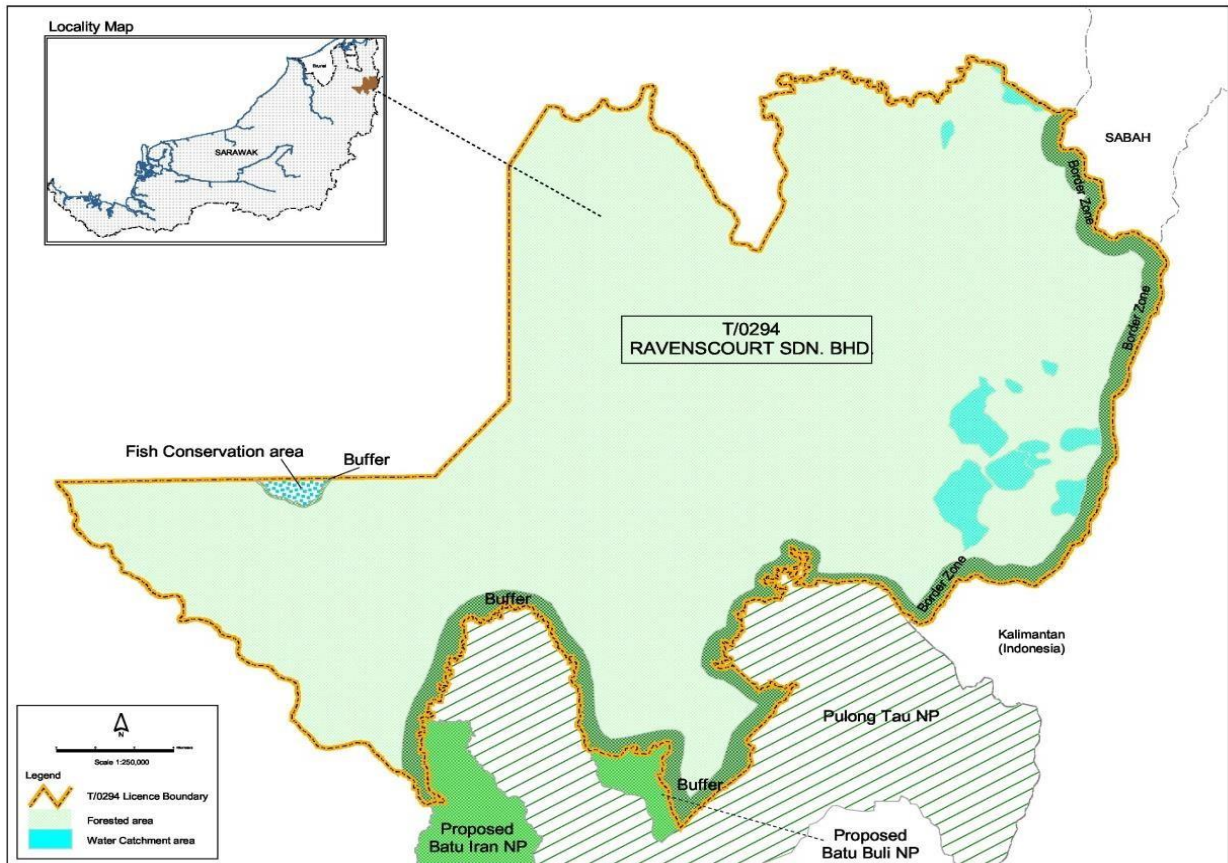 Locality Map
Brunei
SARAWAK
SABAH
Border Zone
Border Zone
T/0294
RAVENSCOURT SDN. BHD.
Fish Conservation area
Buffer
Border Zone
Buffer
Kalimantan
(Indonesia)
Pulong Tau NP
N
Scale 1:250,000
Legend
T/0294 Licence Boundary
Forested area
Water Catchment area
Buffer
Proposed
Batu Iran NP
Proposed
Batu Buli NP